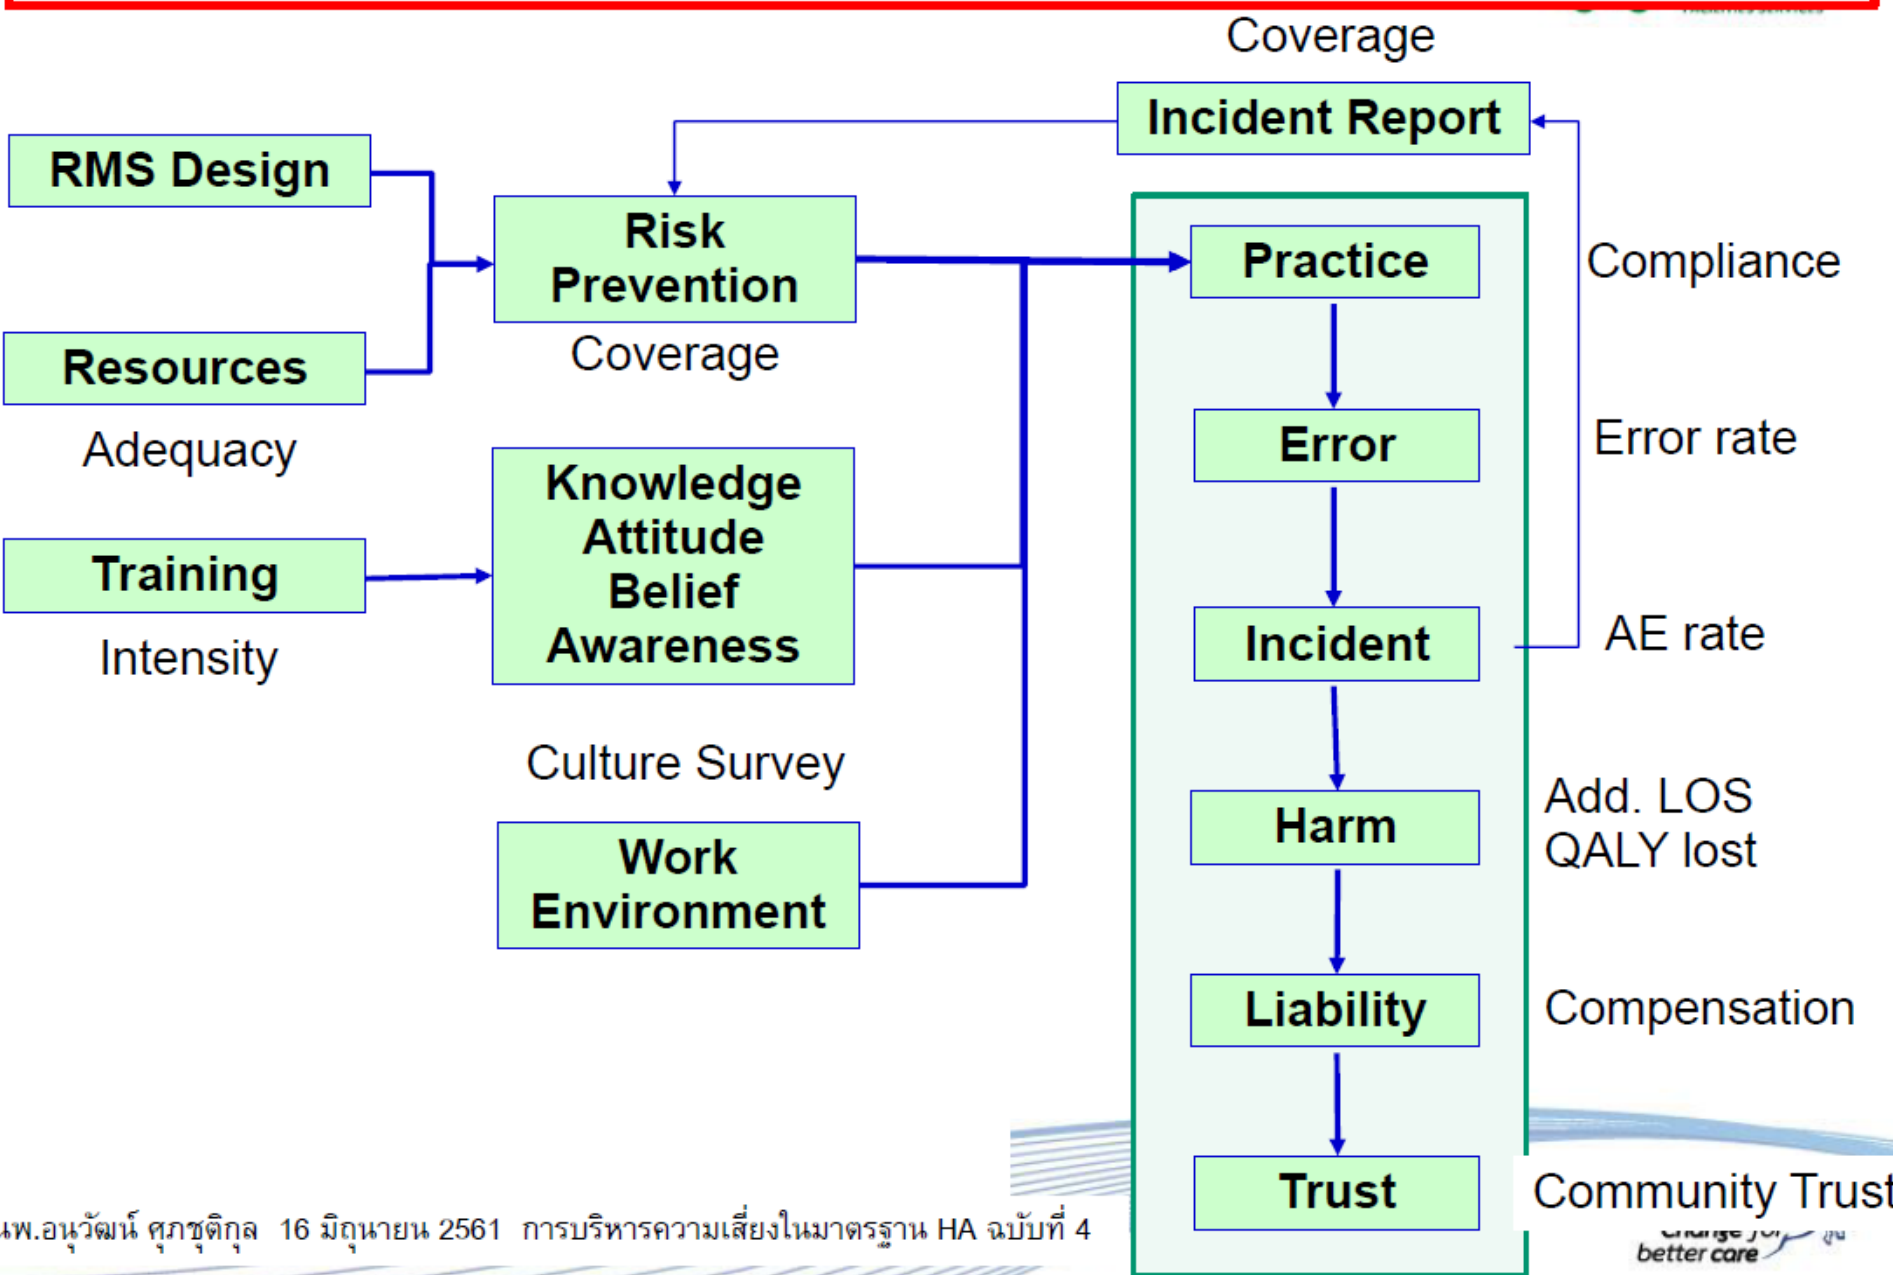 Coverage
Incident Report
RMS Design
Risk
Prevention
Coverage
Practice
Compliance
Resources
Adequacy
Error
Error rate
Knowledge
Attitude
Belief
Awareness
Training
Intensity
Incident
AE rate
Culture Survey
Work
Environment
Harm
Add. LOS
QALY lost
Liability
Compensation
Trust
Community Trust
นพ.อนุวัฒน์ ศุภชุติกุล 16 มิถุนายน 2561 การบริหารความเสี่ยงในมาตรฐาน HA ฉบับที่ 4
better care